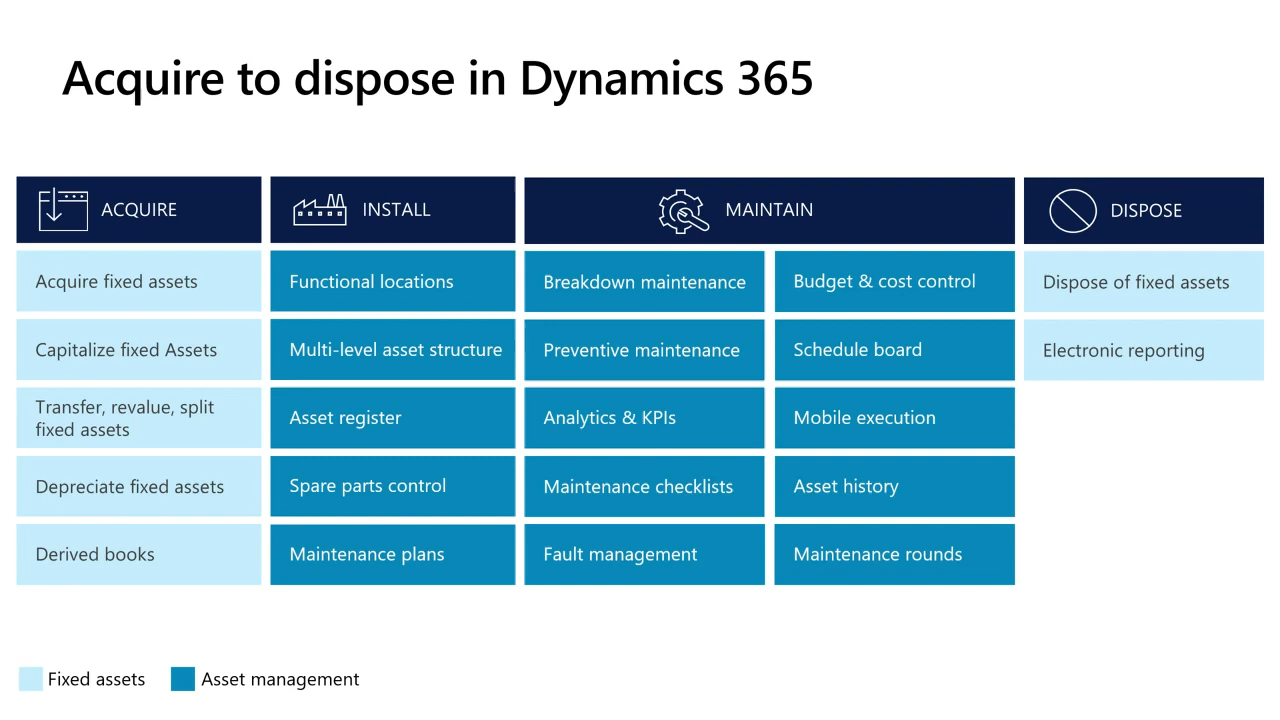 Acquire to dispose in Dynamics 365
ACQUIRE
INSTALL
MAINTAIN
DISPOSE
Acquire fixed assets
Functional locations
Breakdown maintenance
Budget & cost control
Dispose of fixed assets
Capitalize fixed Assets
Multi-level asset structure
Preventive maintenance
Schedule board
Electronic reporting
Transfer, revalue, split
fixed assets
Asset register
Analytics & KPIs
Mobile execution
Depreciate fixed assets
Spare parts control
Maintenance checklists
Asset history
Derived books
Maintenance plans
Fault management
Maintenance rounds
Fixed assets
Asset management